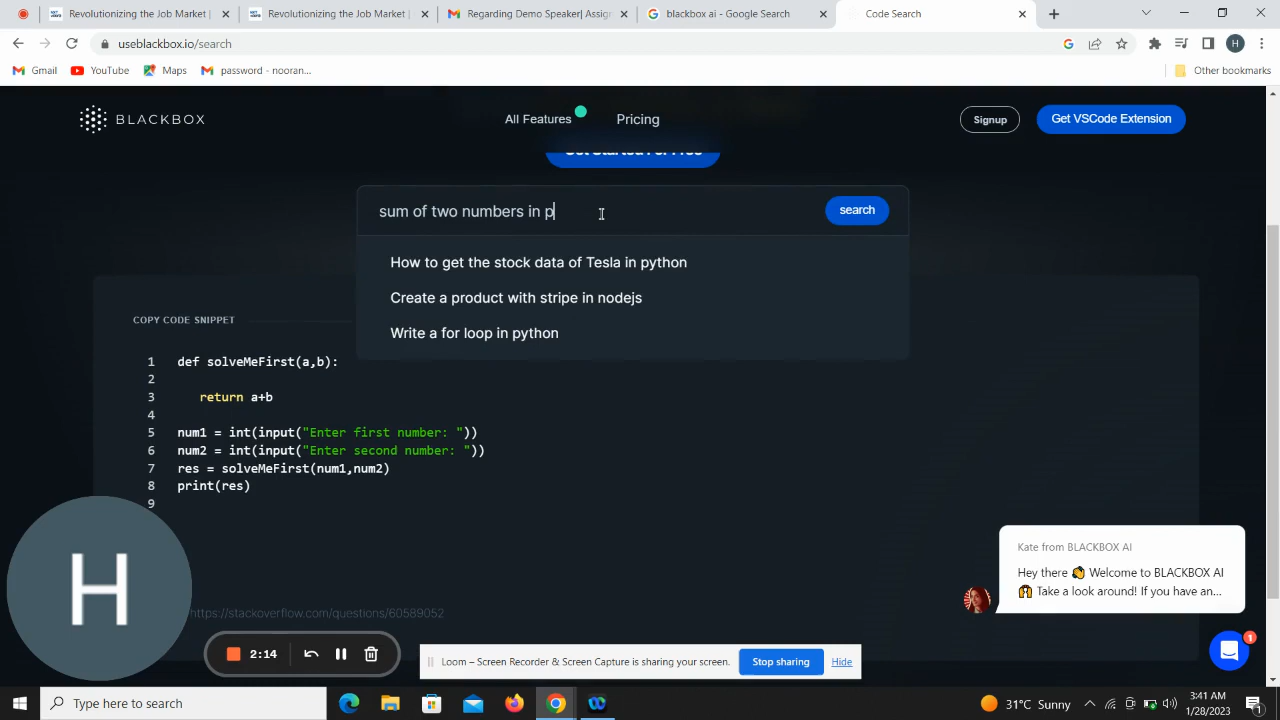 Revolutionizing the Job Market |
Revolutionizing the Job Market |
Regarding Demo Speaker| Assign
blackbox ai - Google Search
Code Search
useblackbox.io/search
H
Gmail
YouTube
Maps
password - nooran...
Other bookmarks
BLACKBOX
All Features
Pricing
Signup
Get VSCode Extension
Get Started For Free
sum of two numbers in p
search
How to get the stock data of Tesla in python
Create a product with stripe in nodejs
Write a for loop in python
COPY CODE SNIPPET
1 def solveMeFirst(a,b):
2
3 return a+b
4
5 num1 = int(input("Enter first number: "))
6 num2 = int(input("Enter second number: "))
7 res = solveMeFirst(num1,num2)
8 print(res)
9
H
https://stackoverflow.com/questions/60589052
Kate from BLACKBOX AI
Hey there 👋 Welcome to BLACKBOX AI
Take a look around! If you have an...
1
2:14
Loom – Screen Recorder & Screen Capture is sharing your screen.
Stop sharing
Hide
Type here to search
31°C Sunny
3:41 AM
1/28/2023
1